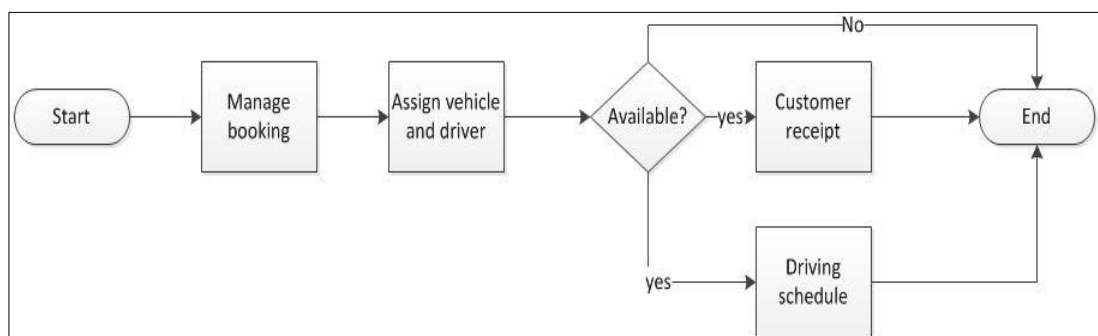 No
Start
Manage
booking
Assign vehicle
and driver
Available?
yes
Customer
receipt
End
yes
Driving
schedule